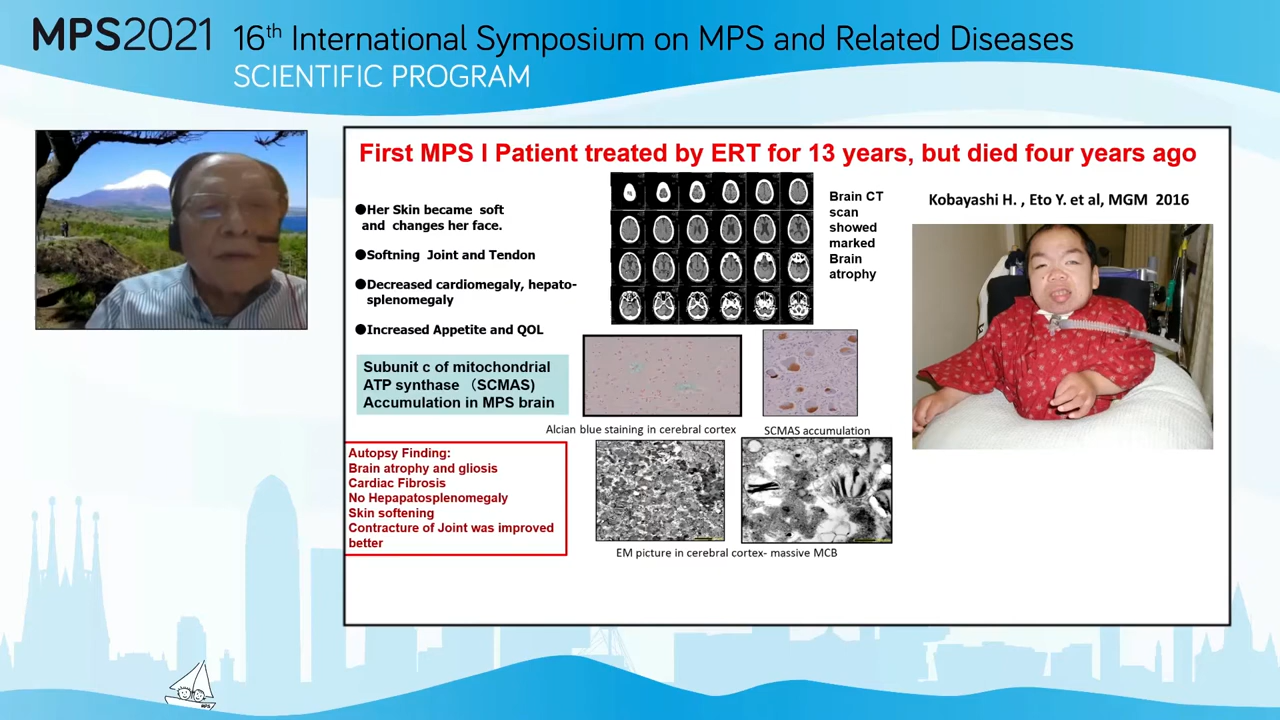 MPS2021 16th International Symposium on MPS and Related Diseases
SCIENTIFIC PROGRAM
First MPS I Patient treated by ERT for 13 years, but died four years ago
●Her Skin became soft
and changes her face.
●Softning Joint and Tendon
●Decreased cardiomegaly, hepato-
splenomegaly
●Increased Appetite and QOL
Subunit c of mitochondrial
ATP synthase （SCMAS)
Accumulation in MPS brain
Autopsy Finding:
Brain atrophy and gliosis
Cardiac Fibrosis
No Hepapatosplenomegaly
Skin softening
Contracture of Joint was improved
better
Brain CT
scan
showed
marked
Brain
atrophy
Alcian blue staining in cerebral cortex
SCMAS accumulation
EM picture in cerebral cortex- massive MCB
Kobayashi H. , Eto Y. et al, MGM 2016
MPS